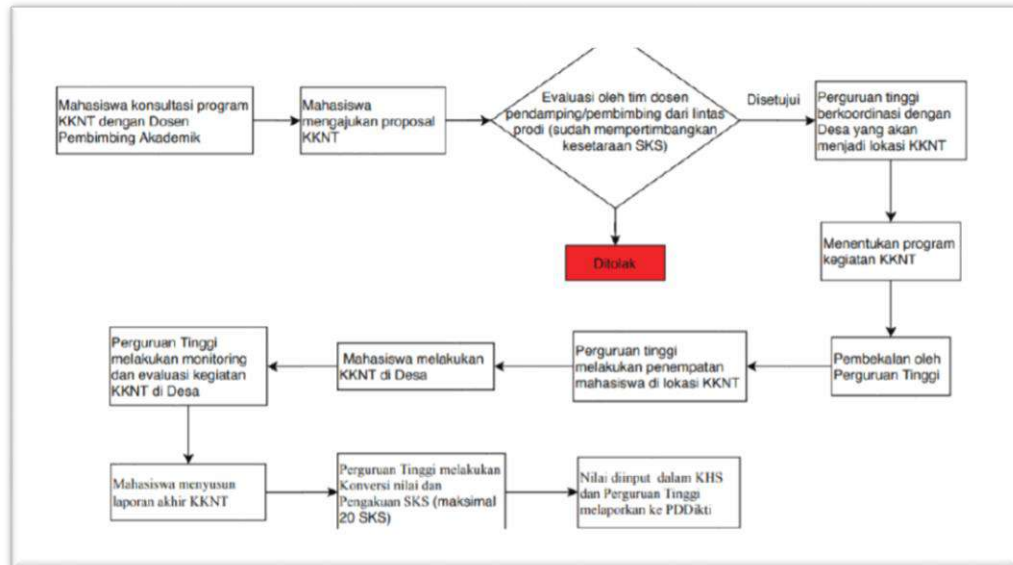 Mahasiswa konsultasi program
KKNT dengan Dosen
Pembimbing Akademik
Mahasiswa
mengajukan proposal
KKNT
Evaluasi oleh tim dosen
pendamping/pembimbing dari lintas
prodi (sudah mempertimbangkan
kesetaraan SKS)
Disetujui
Perguruan tinggi
berkoordinasi dengan
Desa yang akan
menjadi lokasi KKNT
Ditolak
Menentukan program
kegiatan KKNT
Pembekalan oleh
Perguruan Tinggi
Perguruan tinggi
melakukan penempatan
mahasiswa di lokasi KKNT
Mahasiswa melakukan
KKNT di Desa
Perguruan Tinggi
melakukan monitoring
dan evaluasi kegiatan
KKNT di Desa
Mahasiswa menyusun
laporan akhir KKNT
Perguruan Tinggi melakukan
Konversi nilai dan
Pengakuan SKS (maksimal
20 SKS)
Nilai diinput dalam KHS
dan Perguruan Tinggi
melaporkan ke PDDikti